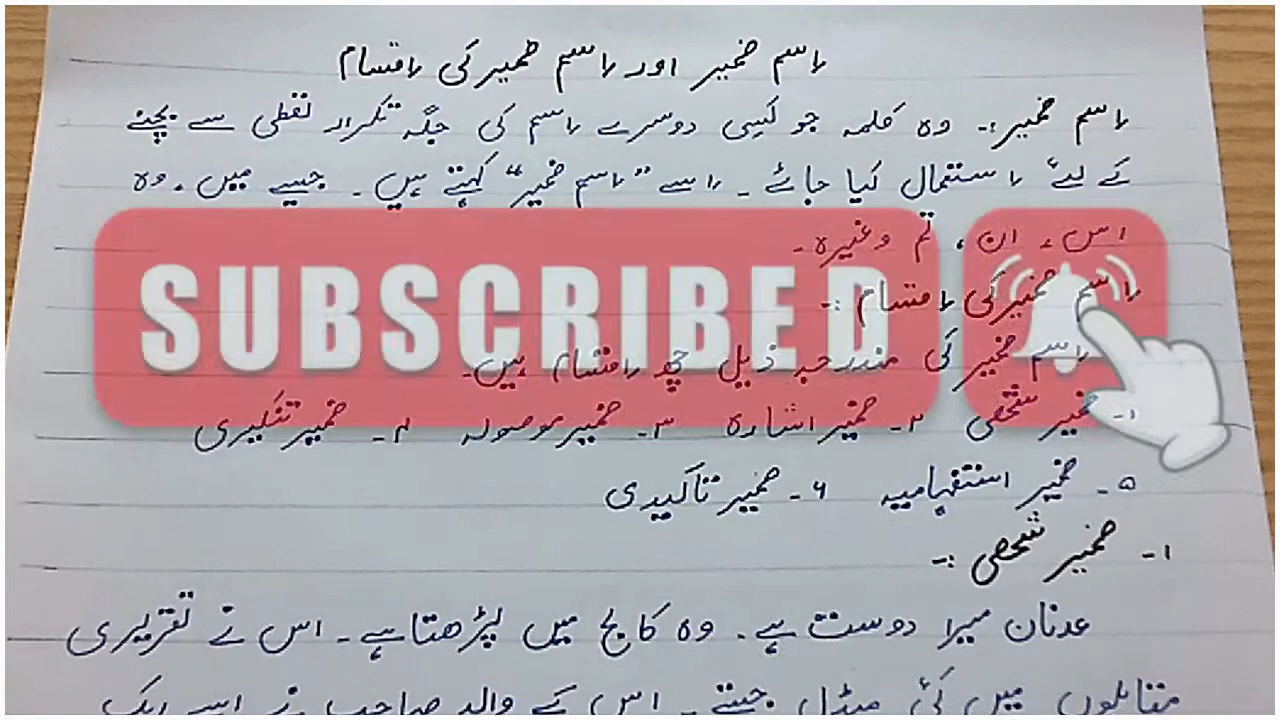 اسم ضمیر اور اسم ضمیر کی اقسام
اسم ضمیر:۔ وہ کلمہ جو کسی دوسرے اسم کی جگہ تکرار لفظی سے بچنے
کے لیے استعمال کیا جائے ۔ اسے "اسم ضمیر" کہتے ہیں ۔ جیسے میں ، وہ
اس ، ان ، تم وغیرہ ۔
اسم ضمیر کی اقسام :۔
SUBSCRIBED
اسم ضمیر کی مندرجہ ذیل چھ اقسام ہیں۔
۱۔ ضمیر شخصی ۲۔ ضمیر اشارہ ۳۔ ضمیر موصولہ ۴۔ ضمیر تنکیری
۵۔ ضمیر استفہامیہ ۶۔ ضمیر تاکیدی
۱۔ ضمیر شخصی :۔
عدنان میرا دوست ہے۔ وہ کالج میں پڑھتا ہے۔ اس نے تقریری
مقابلوں میں کئی میڈل جیتے ۔ اس کے والد صاحب نے اسے ایک